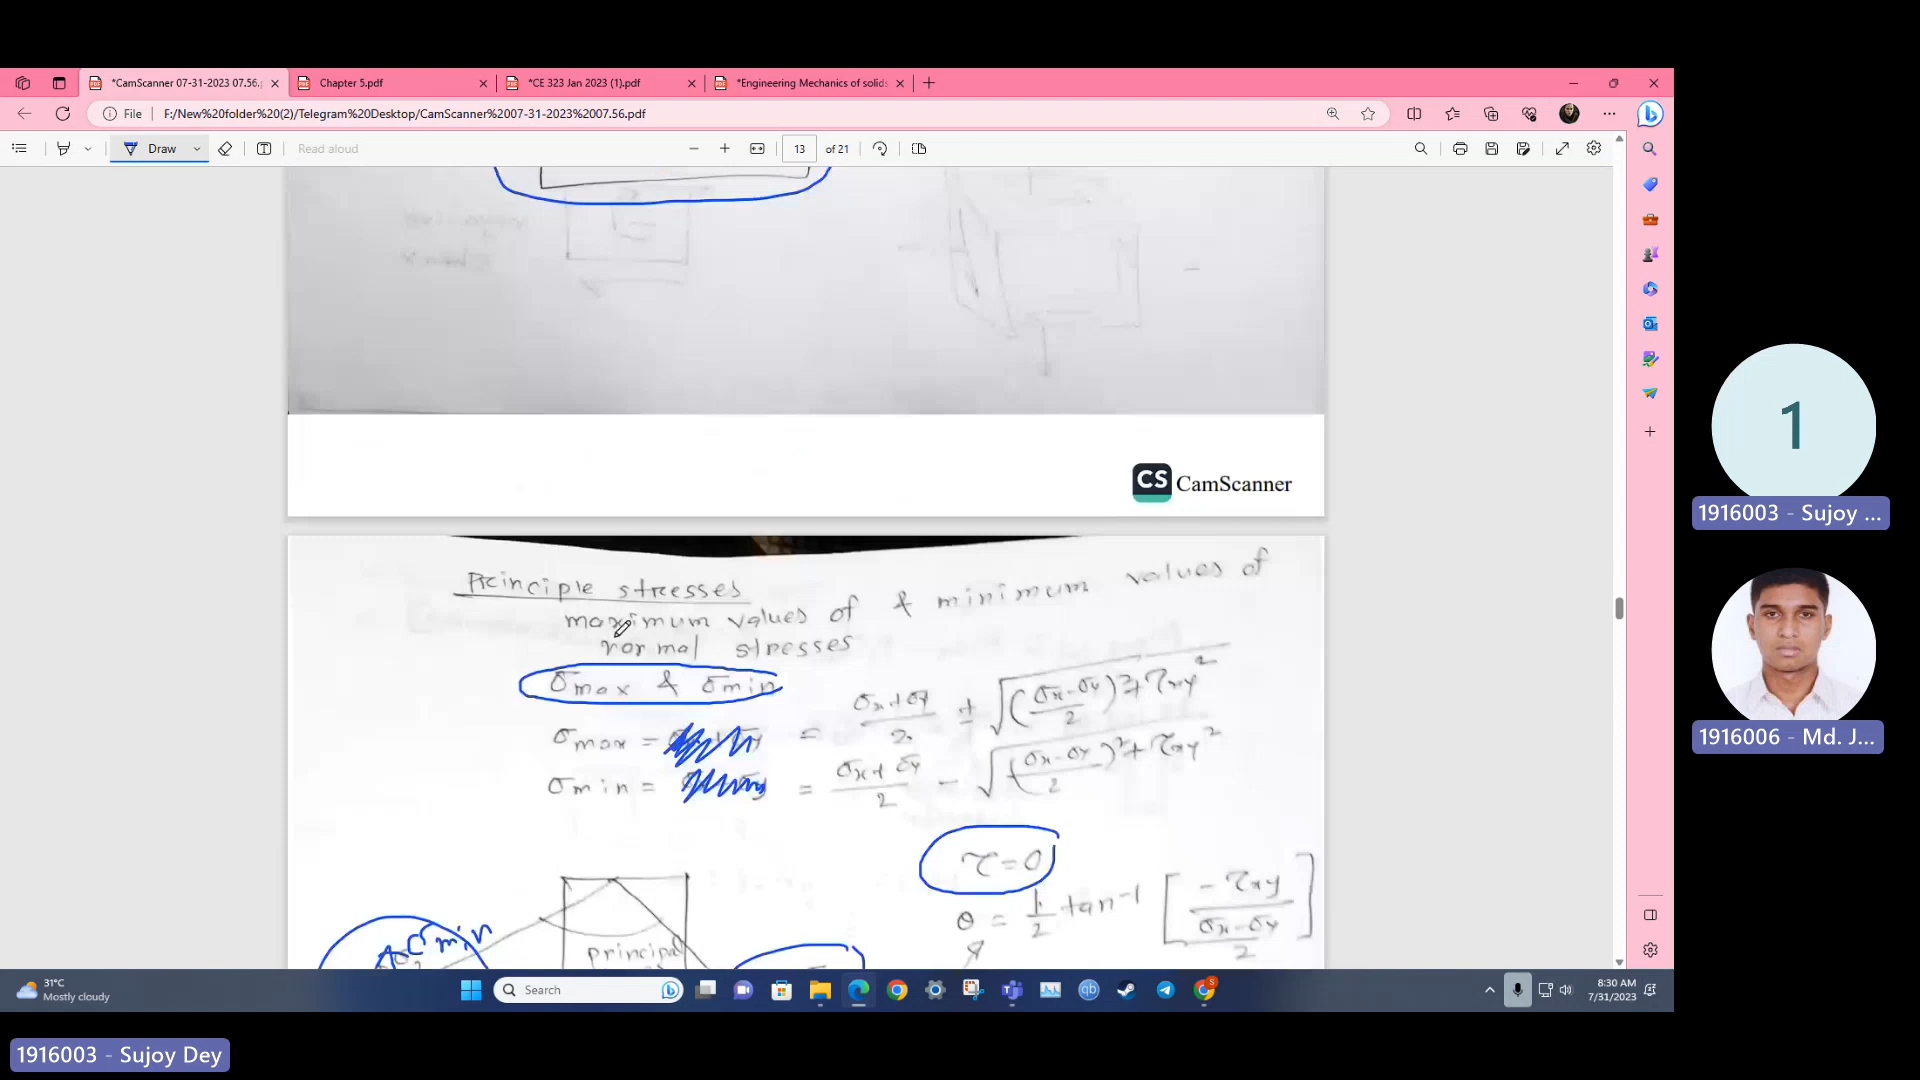 *CamScanner 07-31-2023 07.56.p
Chapter 5.pdf
*CE 323 Jan 2023 (1).pdf
*Engineering Mechanics of solids
File
F:/New%20folder%20(2)/Telegram%20Desktop/CamScanner%2007-31-2023%2007.56.pdf
Draw
Read aloud
13
of 21
CS CamScanner
Principle stresses
maximum values of & minimum values of
normal stresses
σmax & σmin
σmax = = σx+σy/2 + √(σx-σy/2)²+τxy²
σmin = = σx+σy/2 - √(σx-σy/2)²+τxy²
τ=0
θ = 1/2 tan-1 [-τxy/σx-σy/2]
σmin
principal
31°C
Mostly cloudy
Search
8:30 AM
7/31/2023
1
1916003 - Sujoy ...
1916006 - Md. J...
1916003 - Sujoy Dey